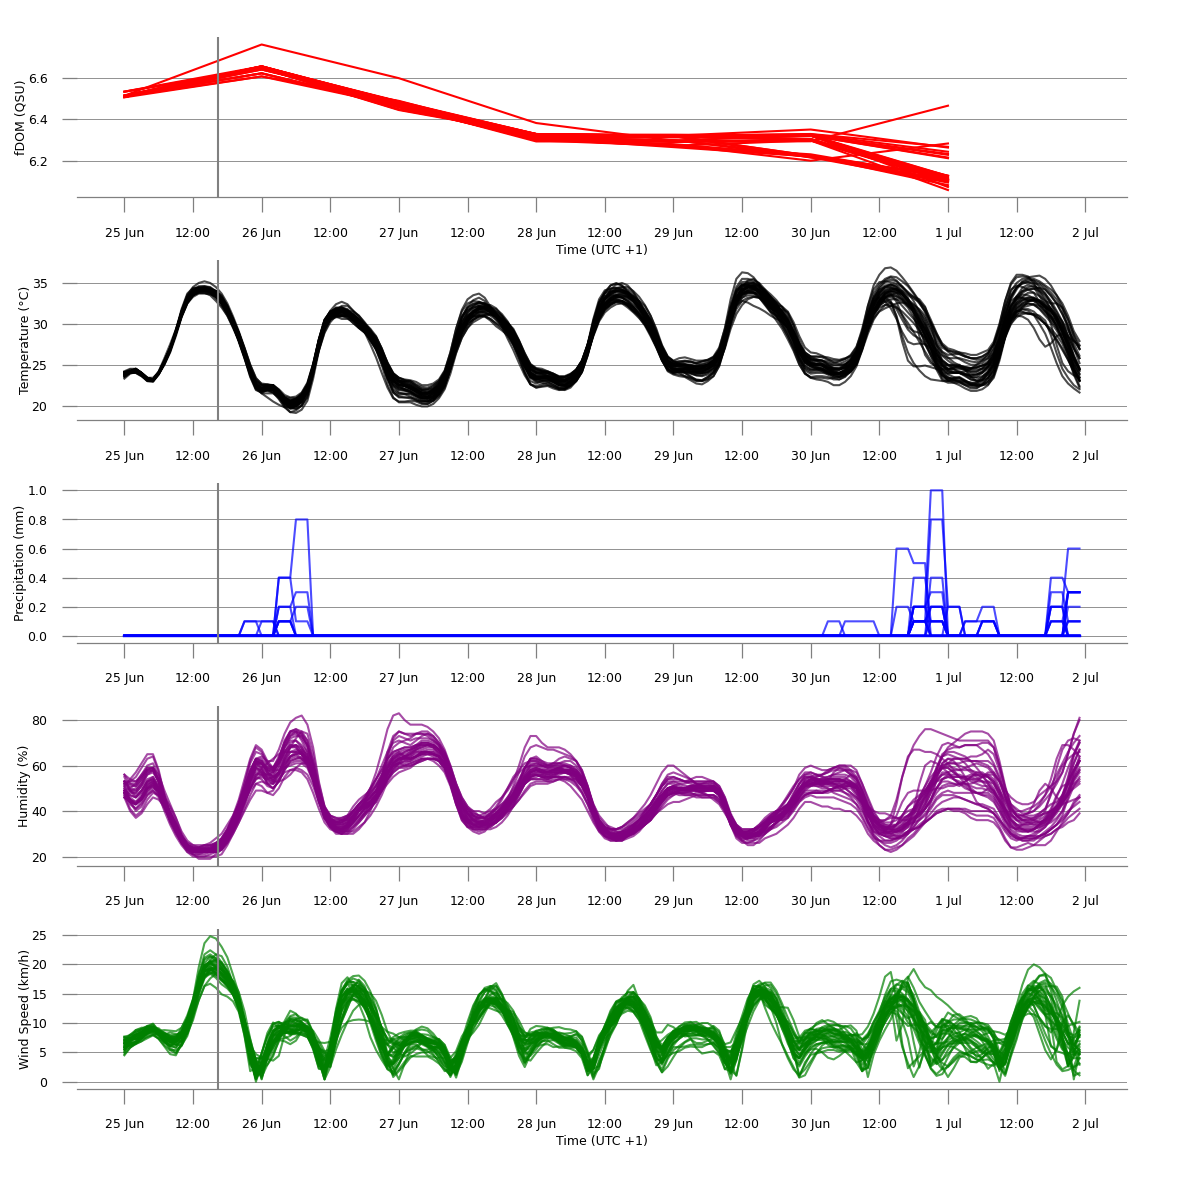 fDOM (QSU)
6.6
6.4
6.2
25 Jun 12:00 26 Jun 12:00 27 Jun 12:00 28 Jun 12:00 29 Jun 12:00 30 Jun 12:00 1 Jul 12:00 2 Jul
Time (UTC +1)
Temperature (°C)
35
30
25
20
25 Jun 12:00 26 Jun 12:00 27 Jun 12:00 28 Jun 12:00 29 Jun 12:00 30 Jun 12:00 1 Jul 12:00 2 Jul
Precipitation (mm)
1.0
0.8
0.6
0.4
0.2
0.0
25 Jun 12:00 26 Jun 12:00 27 Jun 12:00 28 Jun 12:00 29 Jun 12:00 30 Jun 12:00 1 Jul 12:00 2 Jul
Humidity (%)
80
60
40
20
25 Jun 12:00 26 Jun 12:00 27 Jun 12:00 28 Jun 12:00 29 Jun 12:00 30 Jun 12:00 1 Jul 12:00 2 Jul
Wind Speed (km/h)
25
20
15
10
5
0
25 Jun 12:00 26 Jun 12:00 27 Jun 12:00 28 Jun 12:00 29 Jun 12:00 30 Jun 12:00 1 Jul 12:00 2 Jul
Time (UTC +1)